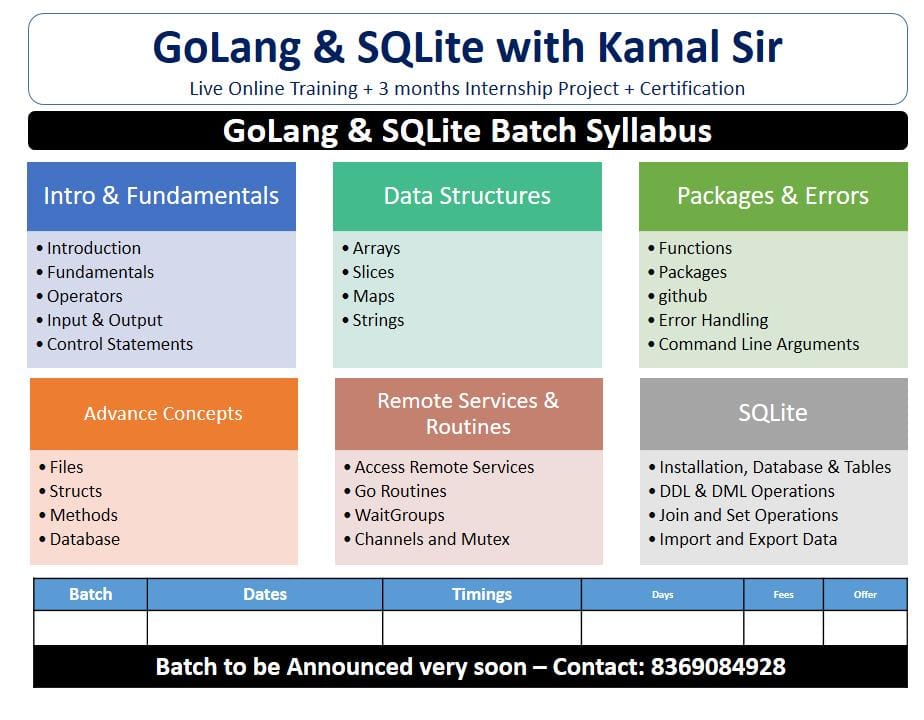 GoLang & SQLite with Kamal Sir
Live Online Training + 3 months Internship Project + Certification
GoLang & SQLite Batch Syllabus
Intro & Fundamentals
• Introduction
• Fundamentals
• Operators
• Input & Output
• Control Statements
Data Structures
• Arrays
• Slices
• Maps
• Strings
Packages & Errors
• Functions
• Packages
• github
• Error Handling
• Command Line Arguments
Advance Concepts
• Files
• Structs
• Methods
• Database
Remote Services &
Routines
• Access Remote Services
• Go Routines
• WaitGroups
• Channels and Mutex
SQLite
• Installation, Database & Tables
• DDL & DML Operations
• Join and Set Operations
• Import and Export Data
Batch Dates Timings Days Fees Offer
Batch to be Announced very soon – Contact: 8369084928